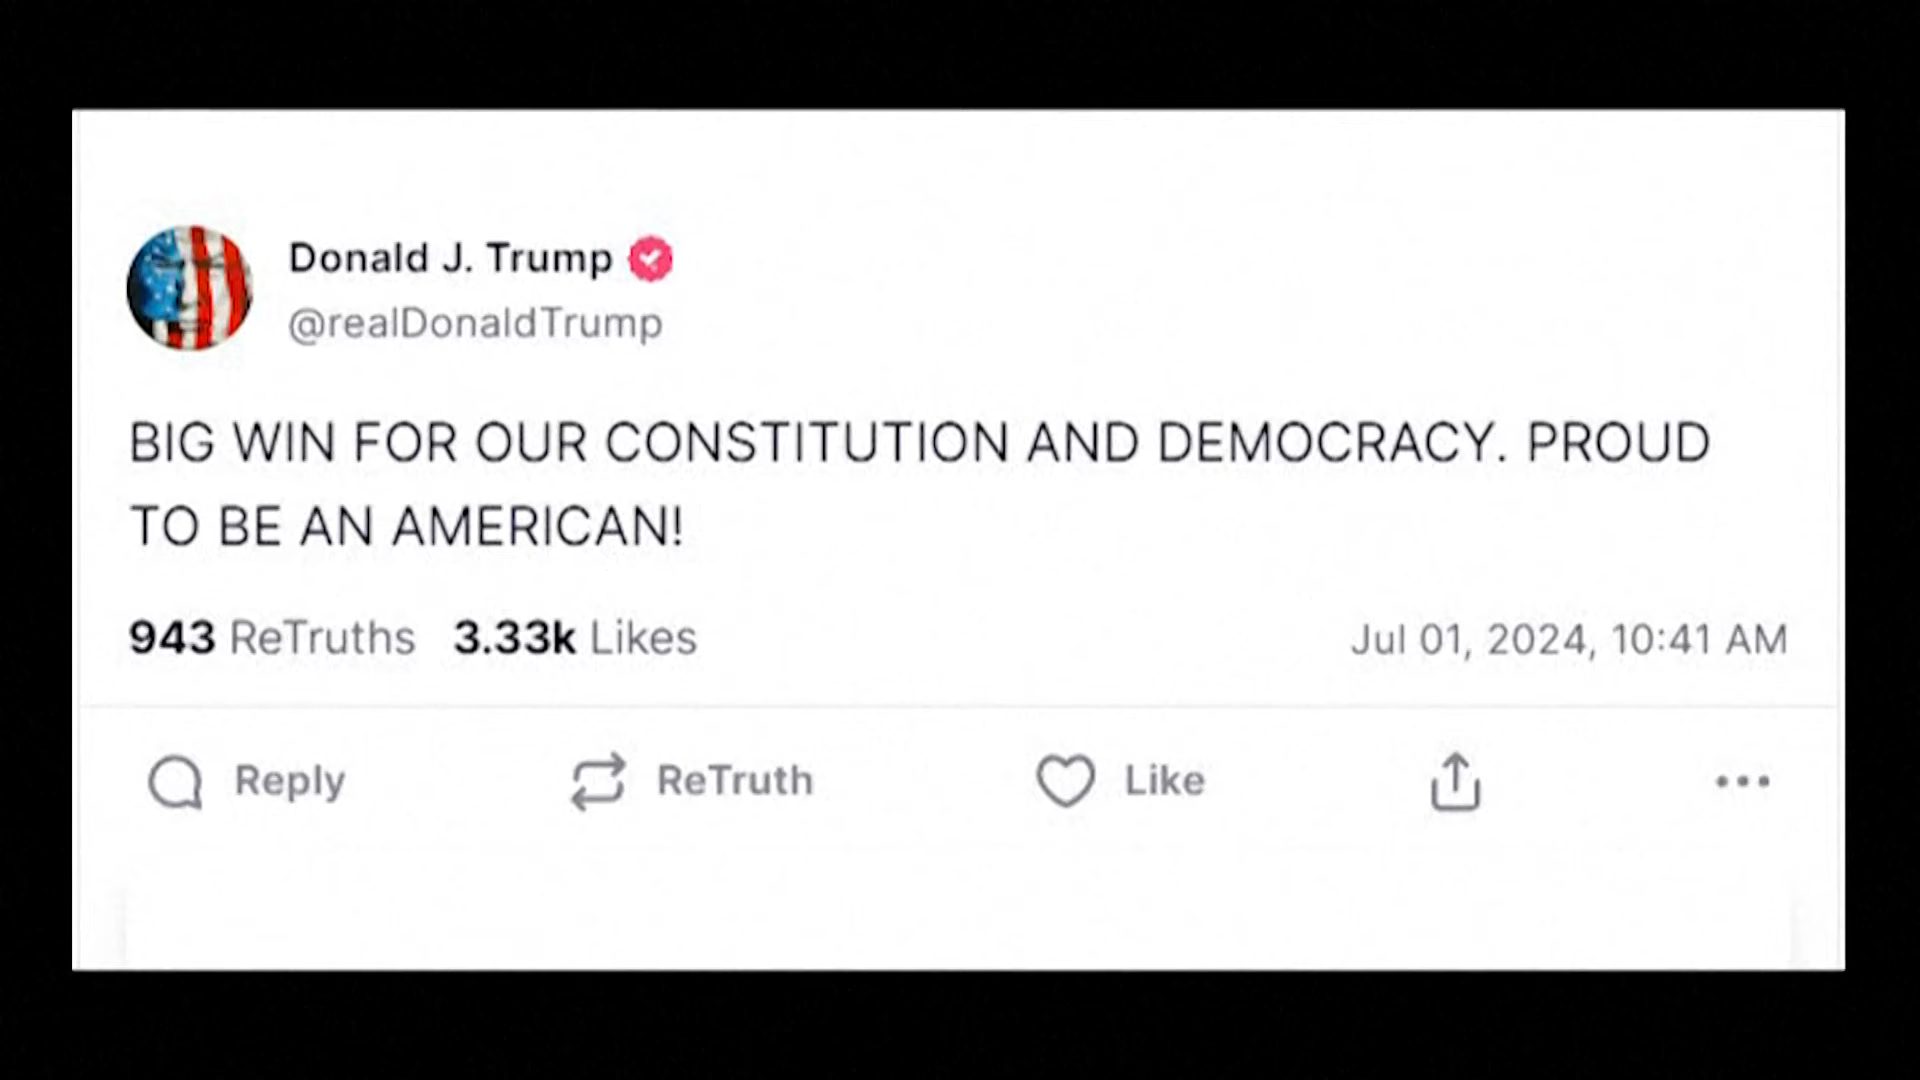 Donald J. Trump
@realDonaldTrump
BIG WIN FOR OUR CONSTITUTION AND DEMOCRACY. PROUD
TO BE AN AMERICAN!
943 ReTruths 3.33k Likes Jul 01, 2024, 10:41 AM
Reply ReTruth Like